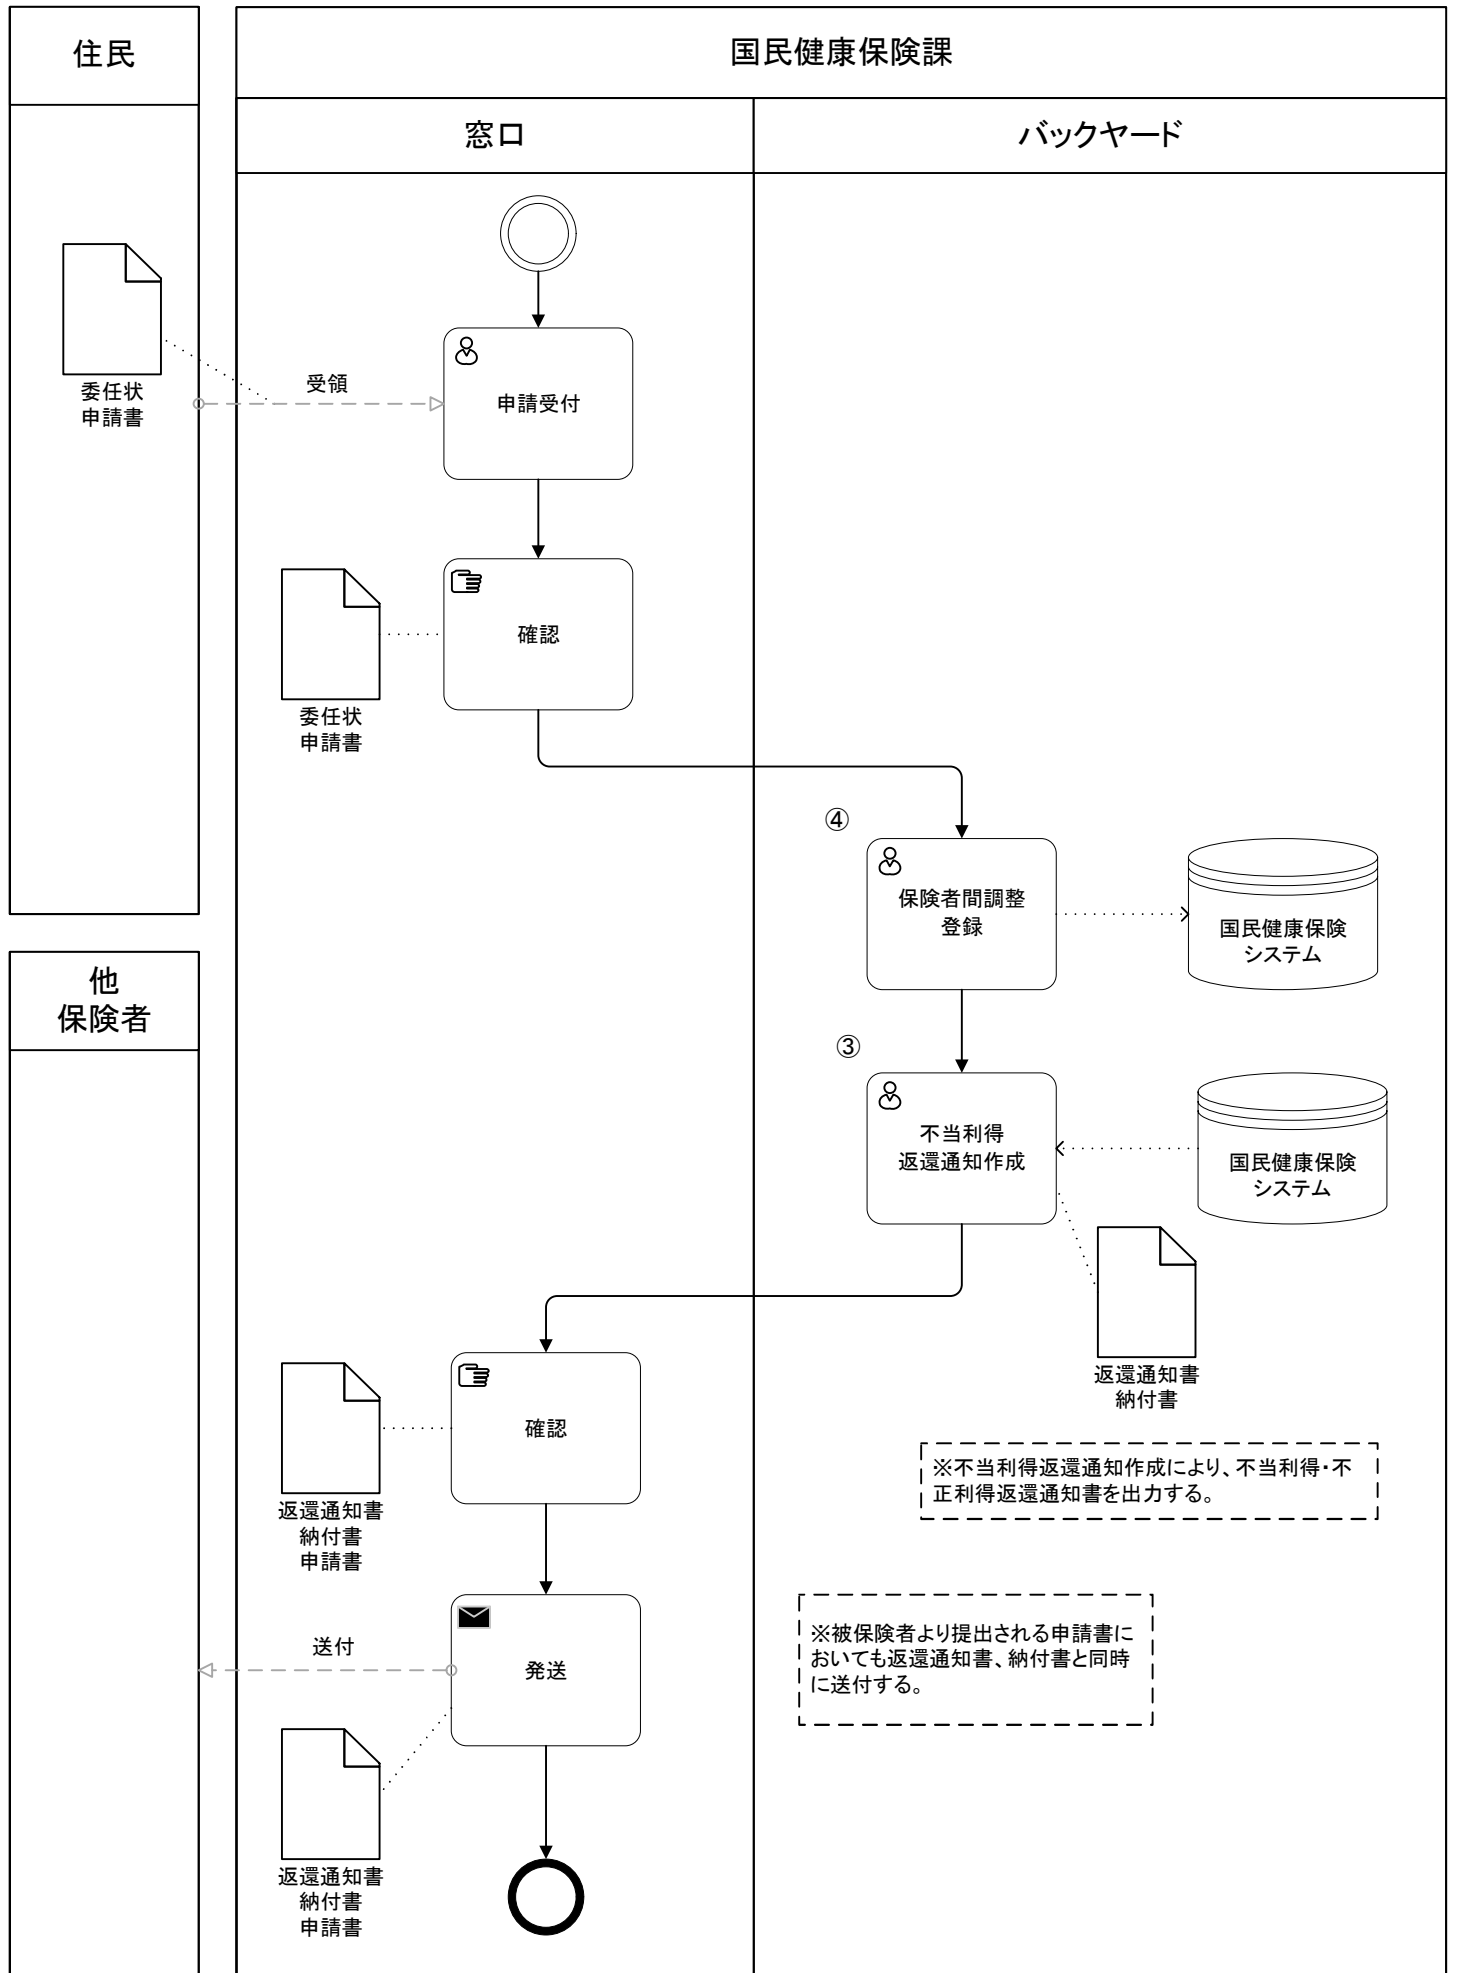 住民
国民健康保険課
窓口
バックヤード
委任状
申請書
受領
申請受付
確認
委任状
申請書
④
保険者間調整
登録
国民健康保険
システム
他
保険者
③
不当利得
返還通知作成
国民健康保険
システム
返還通知書
納付書
確認
返還通知書
納付書
申請書
※不当利得返還通知作成により、不当利得・不
正利得返還通知書を出力する。
送付
発送
※被保険者より提出される申請書に
おいても返還通知書、納付書と同時
に送付する。
返還通知書
納付書
申請書